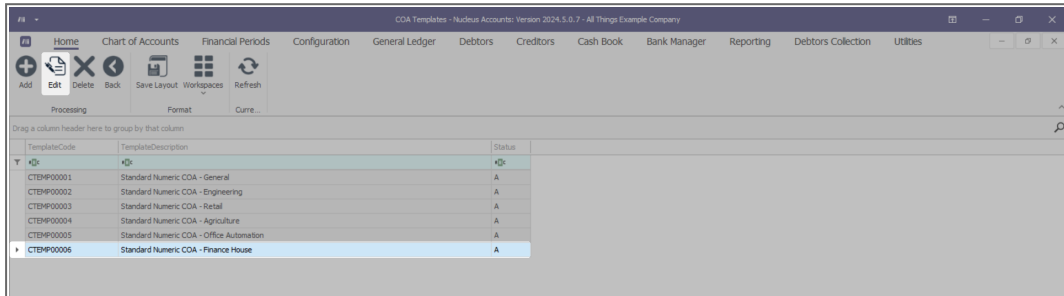 COA Templates - Nucleus Accounts: Version 2024.5.0.7 - All Things Example Company
Home Chart of Accounts Financial Periods Configuration General Ledger Debtors Creditors Cash Book Bank Manager Reporting Debtors Collection Utilities
Add Edit Delete Back Save Layout Workspaces Refresh
Processing Format Curre...
Drag a column header here to group by that column
TemplateCode TemplateDescription Status
CTEMP00001 Standard Numeric COA - General A
CTEMP00002 Standard Numeric COA - Engineering A
CTEMP00003 Standard Numeric COA - Retail A
CTEMP00004 Standard Numeric COA - Agriculture A
CTEMP00005 Standard Numeric COA - Office Automation A
CTEMP00006 Standard Numeric COA - Finance House A